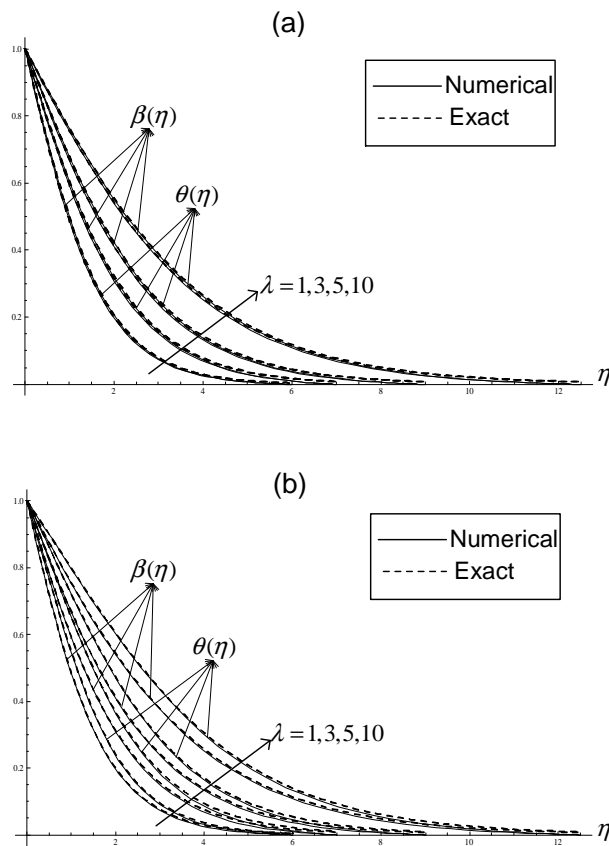 (a)
1.0
Numerical
Exact
0.8
β(η)
0.6
θ(η)
0.4
λ = 1,3,5,10
0.2
2 4 6 8 10 12
η
(b)
1.0
Numerical
Exact
0.8
β(η)
0.6
θ(η)
0.4
λ = 1,3,5,10
0.2
2 4 6 8 10 12
η